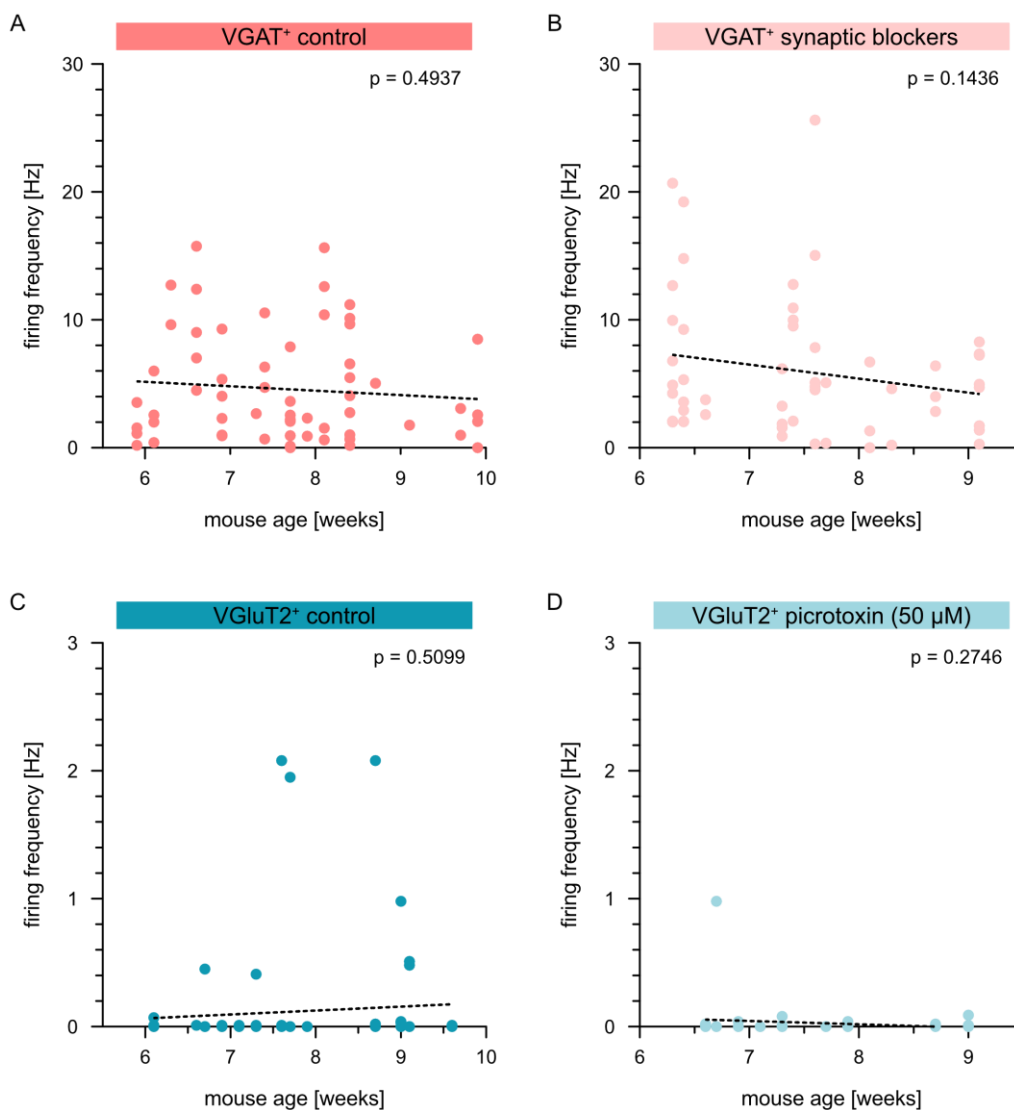 A
VGAT⁺ control
p = 0.4937
30
20
10
0
firing frequency [Hz]
6 7 8 9 10
mouse age [weeks]
B
VGAT⁺ synaptic blockers
p = 0.1436
30
20
10
0
firing frequency [Hz]
6 7 8 9
mouse age [weeks]
C
VGluT2⁺ control
p = 0.5099
3
2
1
0
firing frequency [Hz]
6 7 8 9 10
mouse age [weeks]
D
VGluT2⁺ picrotoxin (50 µM)
p = 0.2746
3
2
1
0
firing frequency [Hz]
6 7 8 9
mouse age [weeks]